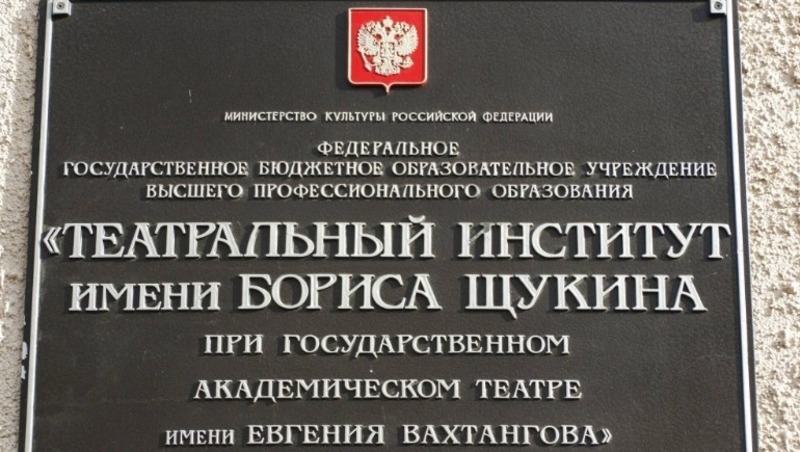 МИНИСТЕРСТВО КУЛЬТУРЫ РОССИЙСКОЙ ФЕДЕРАЦИИ
ФЕДЕРАЛЬНОЕ
ГОСУДАРСТВЕННОЕ БЮДЖЕТНОЕ ОБРАЗОВАТЕЛЬНОЕ УЧРЕЖДЕНИЕ
ВЫСШЕГО ПРОФЕССИОНАЛЬНОГО ОБРАЗОВАНИЯ
«ТЕАТРАЛЬНЫЙ ИНСТИТУТ
ИМЕНИ БОРИСА ЩУКИНА
ПРИ ГОСУДАРСТВЕННОМ
АКАДЕМИЧЕСКОМ ТЕАТРЕ
ИМЕНИ ЕВГЕНИЯ ВАХТАНГОВА»